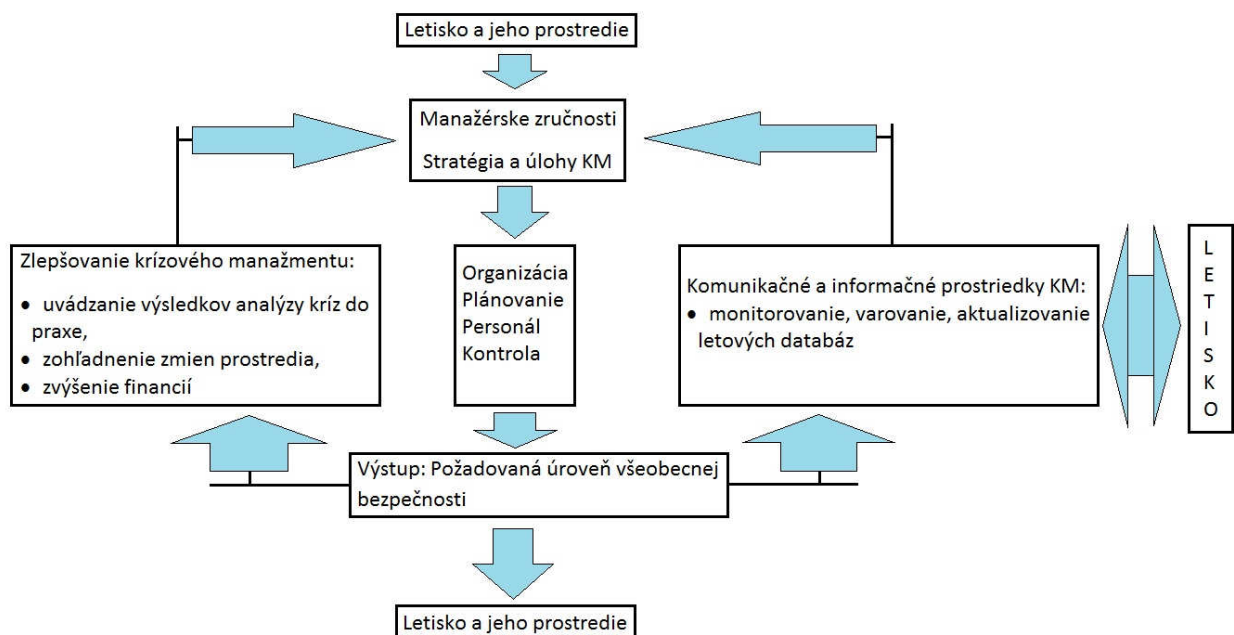 Letisko a jeho prostredie
Manažérske zručnosti
Stratégia a úlohy KM
Zlepšovanie krízového manažmentu:
• uvádzanie výsledkov analýzy kríz do
praxe,
• zohľadnenie zmien prostredia,
• zvýšenie financií
Organizácia
Plánovanie
Personál
Kontrola
Komunikačné a informačné prostriedky KM:
• monitorovanie, varovanie, aktualizovanie
letových databáz
L
E
T
I
S
K
O
Výstup: Požadovaná úroveň všeobecnej
bezpečnosti
Letisko a jeho prostredie